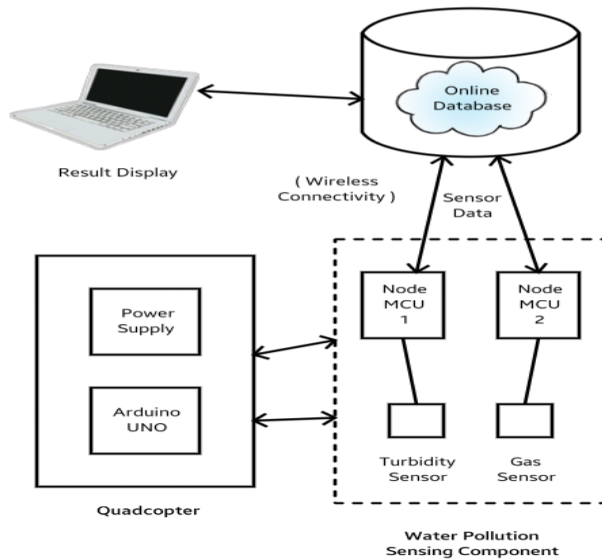 Online
Database
Result Display
( Wireless
Connectivity )
Sensor
Data
Power
Supply
Arduino
UNO
Quadcopter
Node
MCU
1
Node
MCU
2
Turbidity
Sensor
Gas
Sensor
Water Pollution
Sensing Component